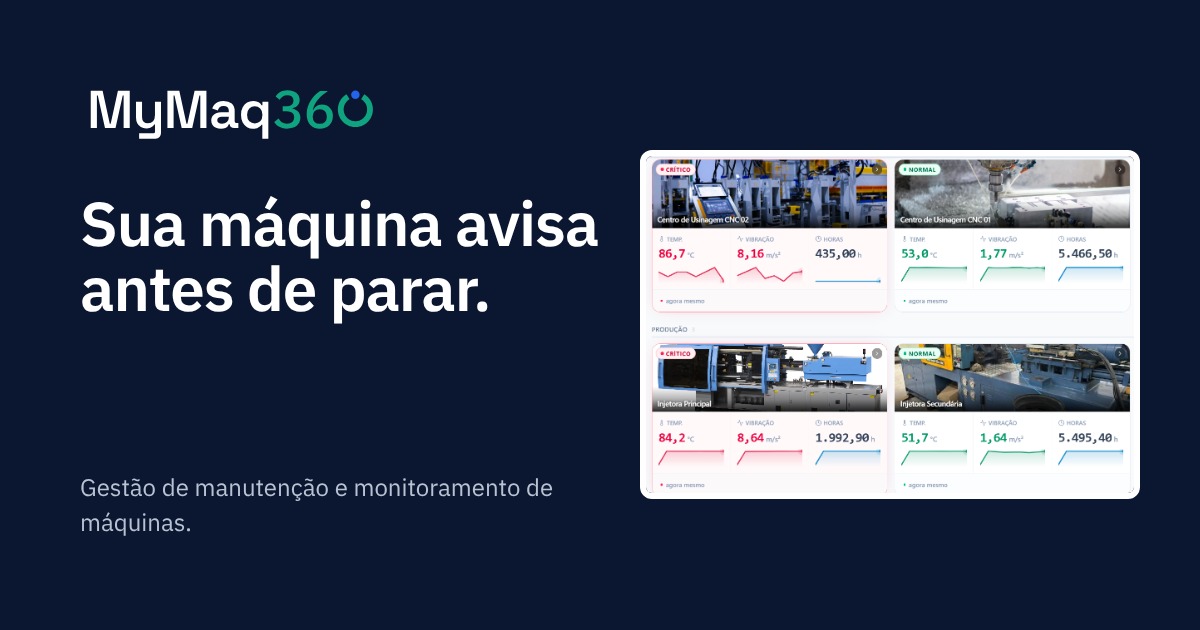 MyMaq360
Sua máquina avisa
antes de parar.
Gestão de manutenção e monitoramento de
máquinas.
CRÍTICO
Centro de Usinagem CNC 02
TEMP. VIBRAÇÃO HORAS
86,7 °C 8,16 m/s² 435,00 h
agora mesmo
NORMAL
Centro de Usinagem CNC 01
TEMP. VIBRAÇÃO HORAS
53,0 °C 1,77 m/s² 5.466,50 h
agora mesmo
PRODUÇÃO
CRÍTICO
Injetora Principal
TEMP. VIBRAÇÃO HORAS
84,2 °C 8,64 m/s² 1.992,90 h
agora mesmo
NORMAL
Injetora Secundária
TEMP. VIBRAÇÃO HORAS
51,7 °C 1,64 m/s² 5.495,40 h
agora mesmo